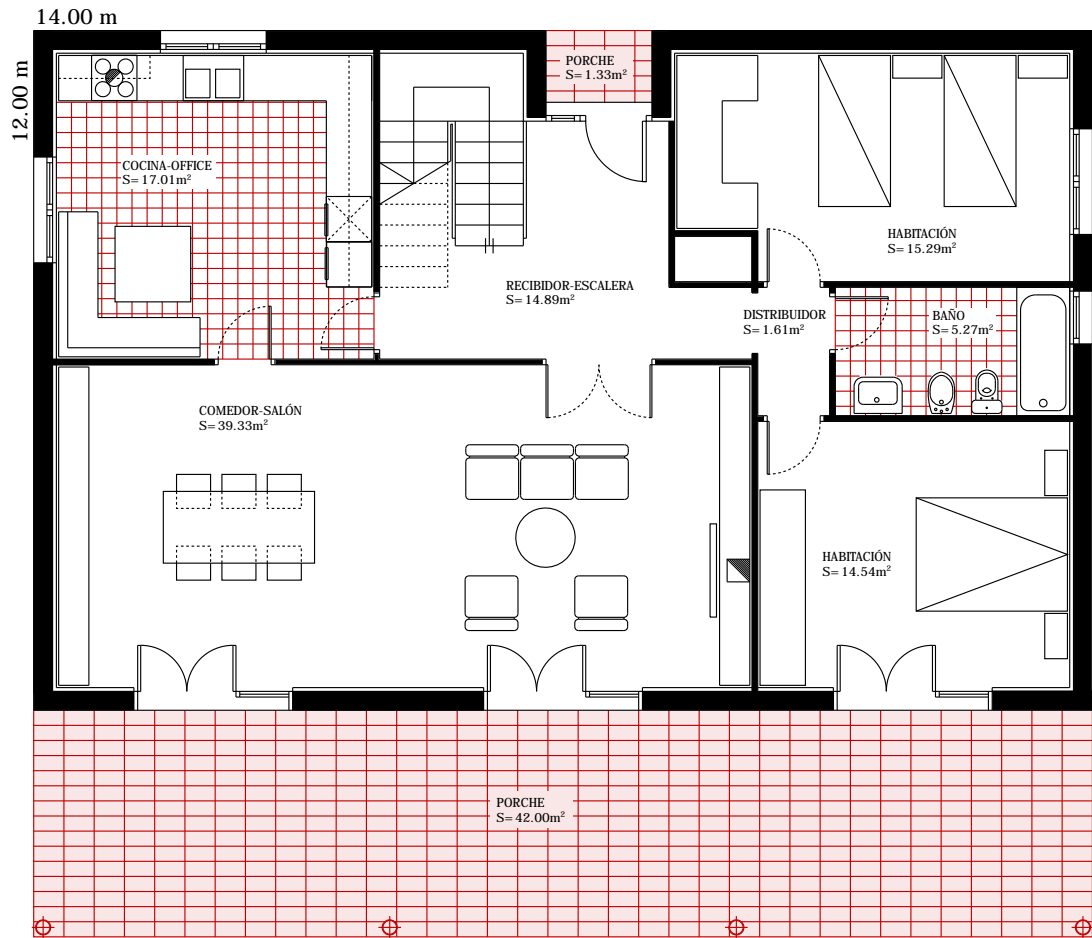 14.00 m
12.00 m
PORCHE
S=1.33m²
COCINA-OFFICE
S=17.01m²
HABITACIÓN
S=15.29m²
RECIBIDOR-ESCALERA
S=14.89m²
DISTRIBUIDOR
S=1.61m²
BAÑO
S=5.27m²
COMEDOR-SALÓN
S=39.33m²
HABITACIÓN
S=14.54m²
PORCHE
S=42.00m²